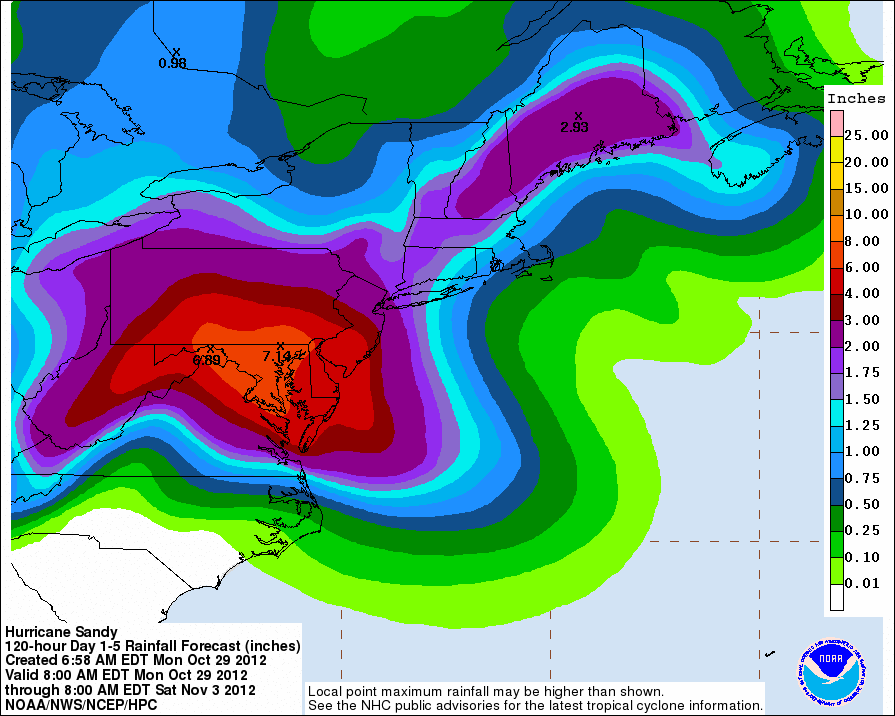 0.98
2.93
6.89
7.14
Inches
25.00
20.00
15.00
10.00
8.00
6.00
4.00
3.00
2.00
1.75
1.50
1.25
1.00
0.75
0.50
0.25
0.10
0.01
Hurricane Sandy
120-hour Day 1-5 Rainfall Forecast (inches)
Created 6:58 AM EDT Mon Oct 29 2012
Valid 8:00 AM EDT Mon Oct 29 2012
through 8:00 AM EDT Sat Nov 3 2012
NOAA/NWS/NCEP/HPC
Local point maximum rainfall may be higher than shown.
See the NHC public advisories for the latest tropical cyclone information.
NOAA